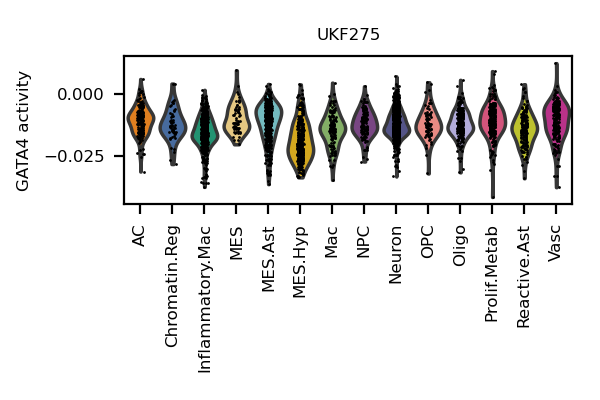 UKF275
GATA4 activity
0.000
−0.025
AC
Chromatin.Reg
Inflammatory.Mac
MES
MES.Ast
MES.Hyp
Mac
NPC
Neuron
OPC
Oligo
Prolif.Metab
Reactive.Ast
Vasc